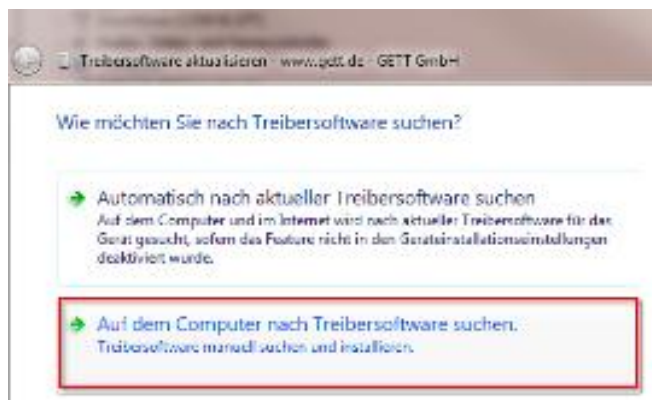 Treibersoftware aktualisieren - www.gett.de - GETT GmbH
Wie möchten Sie nach Treibersoftware suchen?
Automatisch nach aktueller Treibersoftware suchen
Auf dem Computer und im Internet wird nach aktueller Treibersoftware für das
Gerät gesucht, sofern das Feature nicht in den Geräteinstallationseinstellungen
deaktiviert wurde.
Auf dem Computer nach Treibersoftware suchen.
Treibersoftware manuell suchen und installieren.